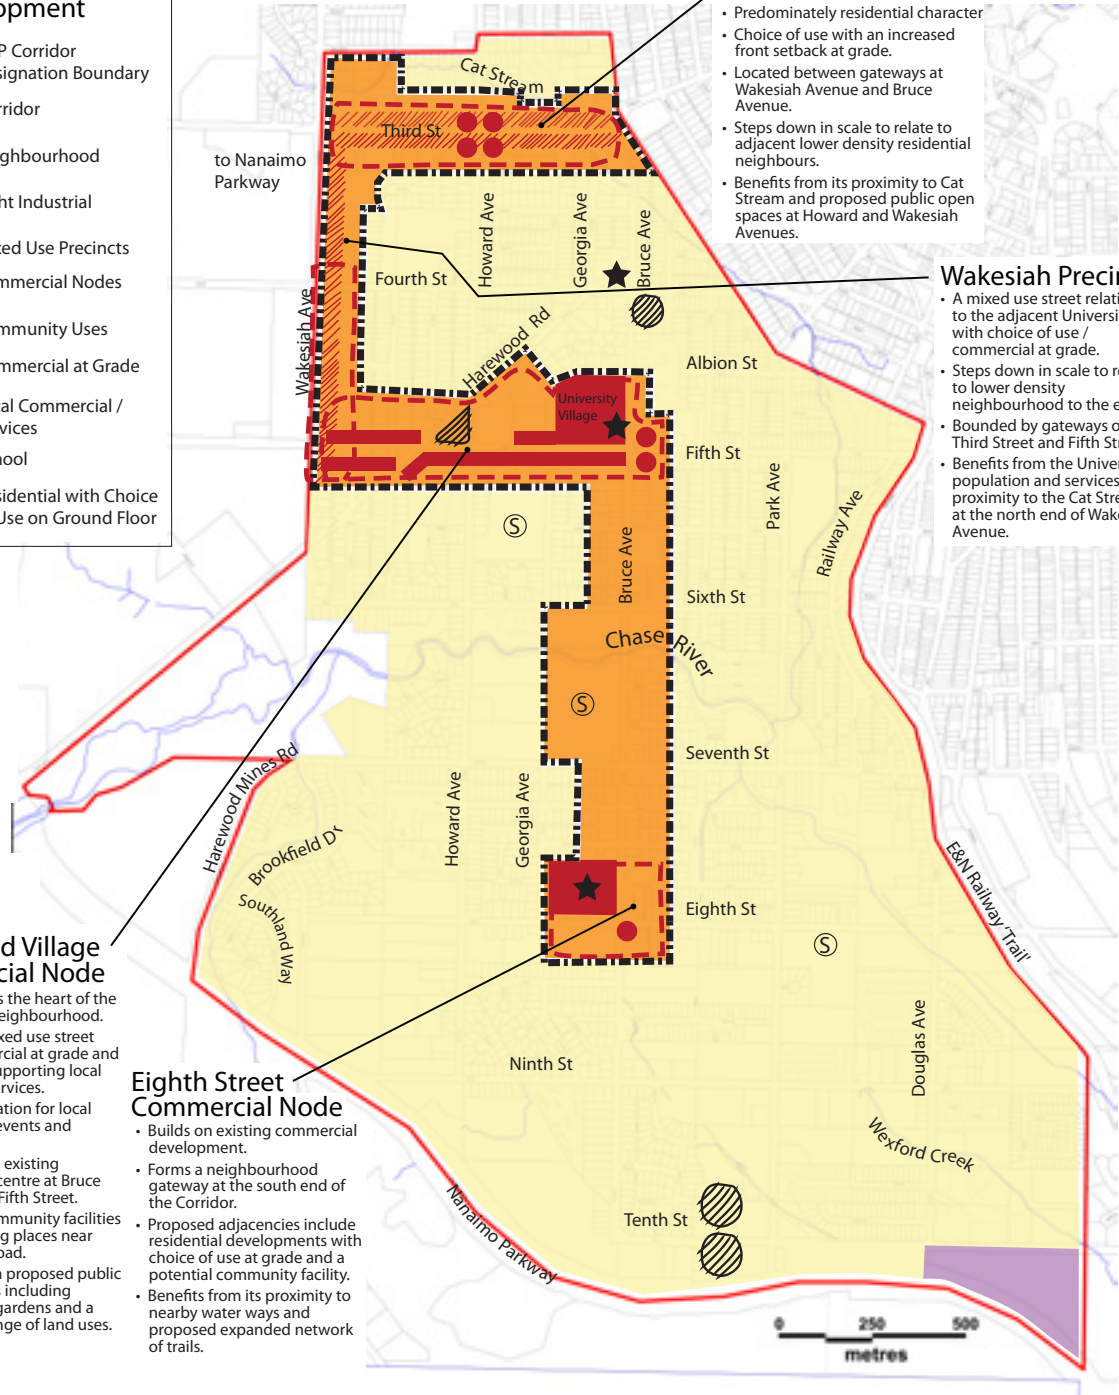 opment
P Corridor
signation Boundary
rridor
ghbourhood
ht Industrial
ed Use Precincts
mmercial Nodes
mmunity Uses
mmercial at Grade
al Commercial /
vices
hool
sidential with Choice
Use on Ground Floor
• Predominately residential character
• Choice of use with an increased
front setback at grade.
• Located between gateways at
Wakesiah Avenue and Bruce
Avenue.
• Steps down in scale to relate to
adjacent lower density residential
neighbours.
• Benefits from its proximity to Cat
Stream and proposed public open
spaces at Howard and Wakesiah
Avenues.
Cat Stream
Third St
to Nanaimo
Parkway
Howard Ave
Georgia Ave
Bruce Ave
Fourth St
Wakesiah Ave
Harewood Rd
Albion St
University
Village
Fifth St
Park Ave
Railway Ave
Wakesiah Precin
• A mixed use street relati
to the adjacent Universi
with choice of use /
commercial at grade.
• Steps down in scale to re
to lower density
neighbourhood to the e
• Bounded by gateways o
Third Street and Fifth Str
• Benefits from the Univer
population and services
proximity to the Cat Stre
at the north end of Wake
Avenue.
S
Bruce Ave
Sixth St
Chase River
S
Seventh St
Harewood Mines Rd
Howard Ave
Georgia Ave
Brookfield Dr
Southland Way
Eighth St
E&N Railway 'Trail'
S
Douglas Ave
Ninth St
Wexford Creek
Tenth St
Nanaimo Parkway
d Village
cial Node
s the heart of the
eighbourhood.
xed use street
rcial at grade and
upporting local
rvices.
ation for local
events and
existing
centre at Bruce
Fifth Street.
mmunity facilities
g places near
oad.
n proposed public
s including
gardens and a
nge of land uses.
Eighth Street
Commercial Node
• Builds on existing commercial
development.
• Forms a neighbourhood
gateway at the south end of
the Corridor.
• Proposed adjacencies include
residential developments with
choice of use at grade and a
potential community facility.
• Benefits from its proximity to
nearby water ways and
proposed expanded network
of trails.
0 250 500
metres